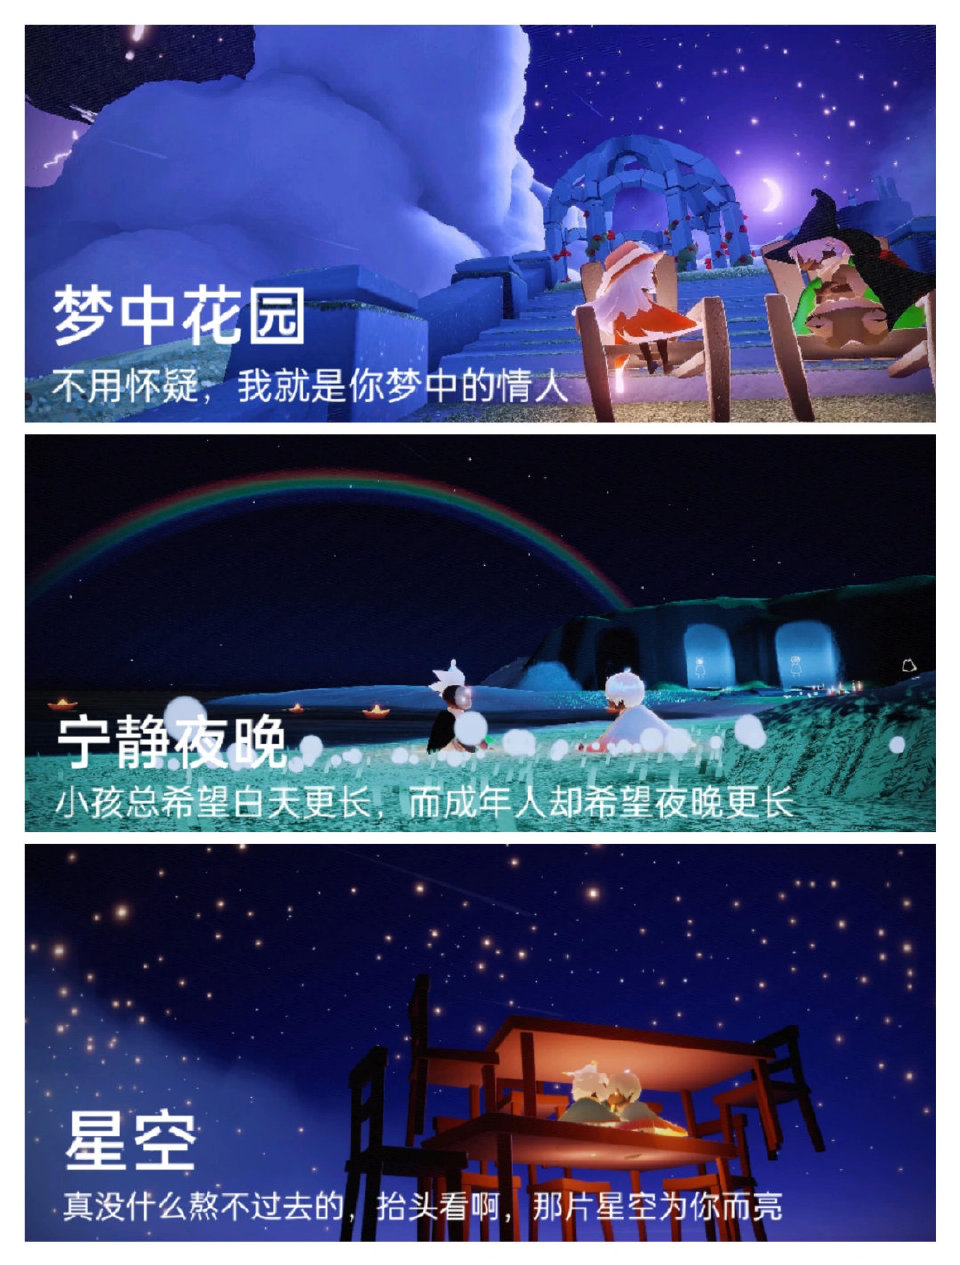 梦中花园
不用怀疑，我就是你梦中的情人
宁静夜晚
小孩总希望白天更长，而成年人却希望夜晚更长
星空
真没什么熬不过去的，抬头看啊，那片星空为你而亮